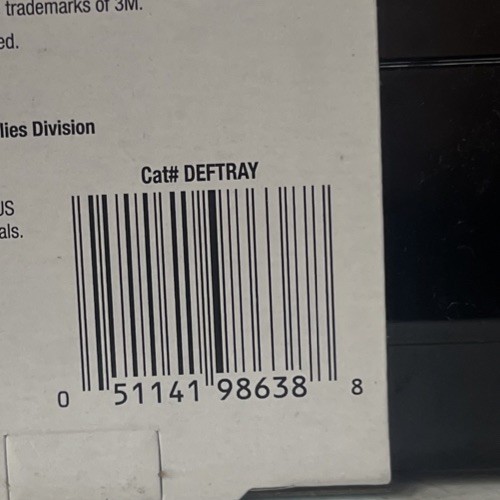 trademarks of 3M.
ed.
lies Division
Cat# DEFTRAY
US
als.
0 51141 98638 8